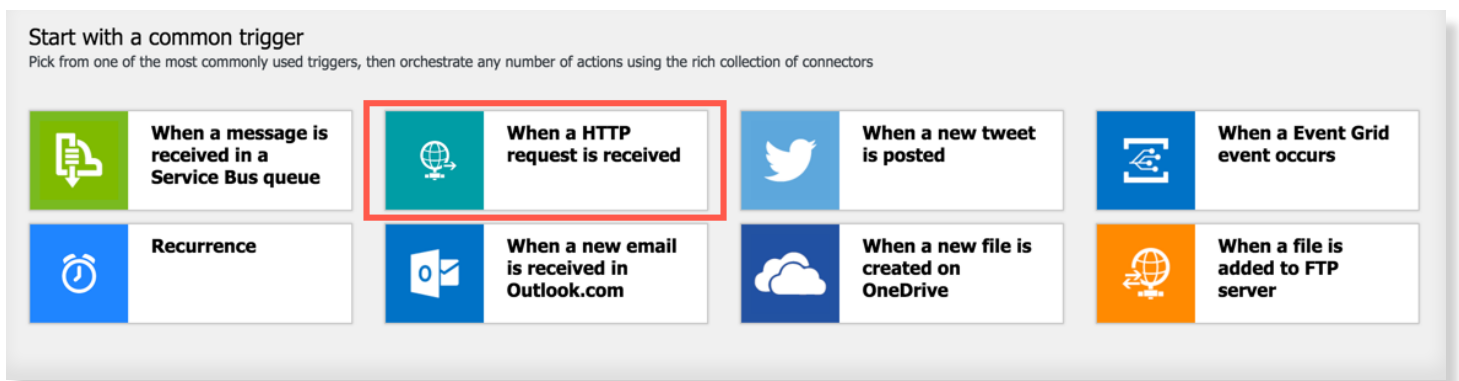 Start with a common trigger
Pick from one of the most commonly used triggers, then orchestrate any number of actions using the rich collection of connectors
When a message is
received in a
Service Bus queue
When a HTTP
request is received
When a new tweet
is posted
When a Event Grid
event occurs
Recurrence
When a new email
is received in
Outlook.com
When a new file is
created on
OneDrive
When a file is
added to FTP
server